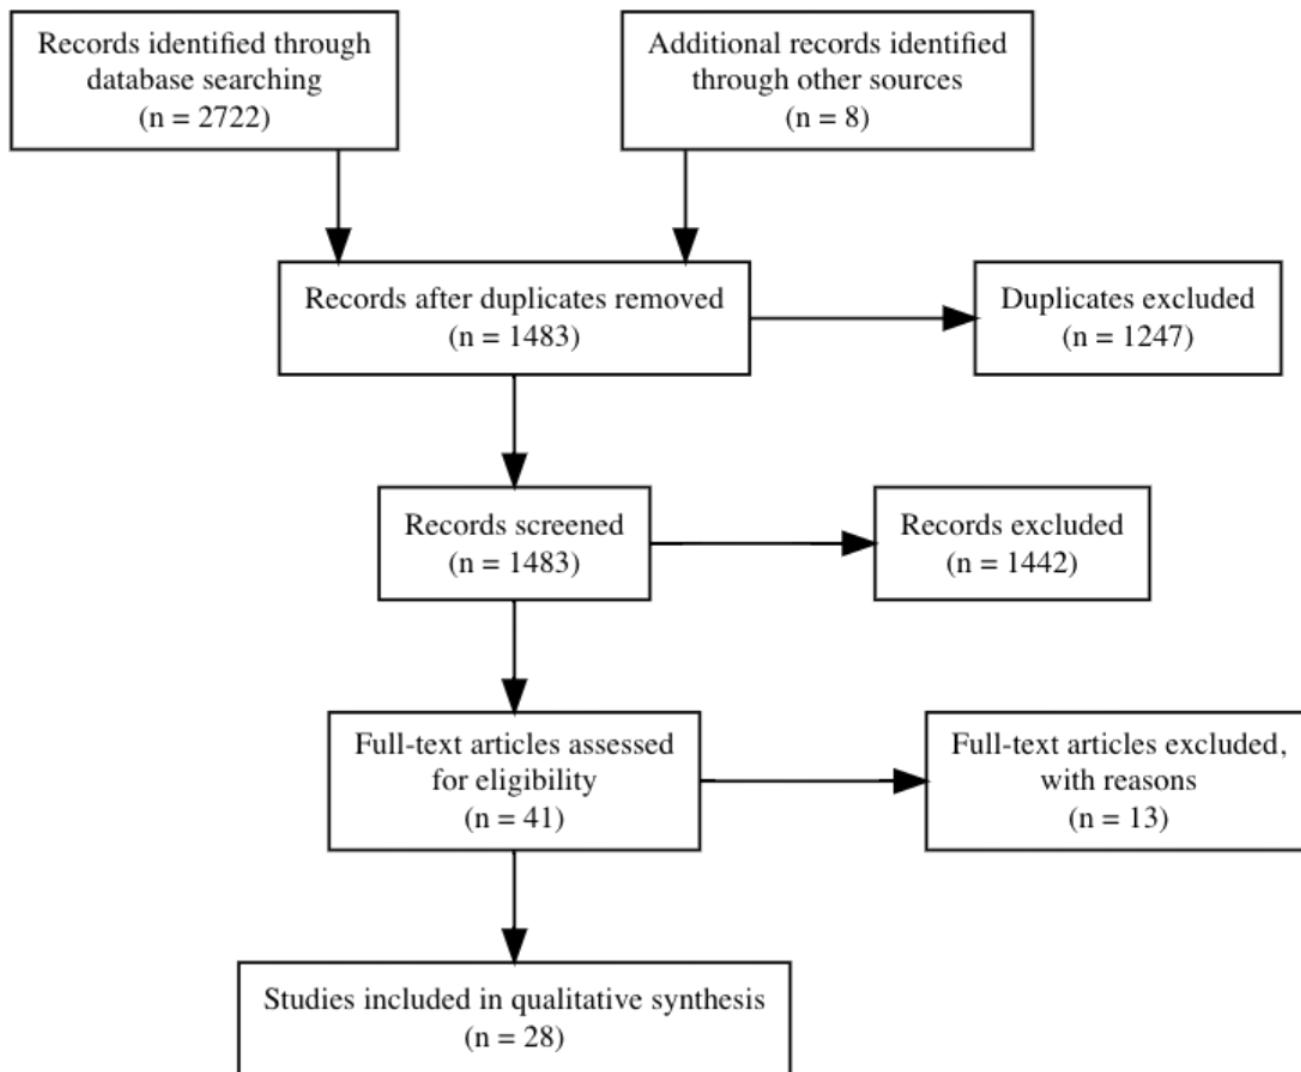 Records identified through
database searching
(n = 2722)
Additional records identified
through other sources
(n = 8)
Records after duplicates removed
(n = 1483)
Duplicates excluded
(n = 1247)
Records screened
(n = 1483)
Records excluded
(n = 1442)
Full-text articles assessed
for eligibility
(n = 41)
Full-text articles excluded,
with reasons
(n = 13)
Studies included in qualitative synthesis
(n = 28)